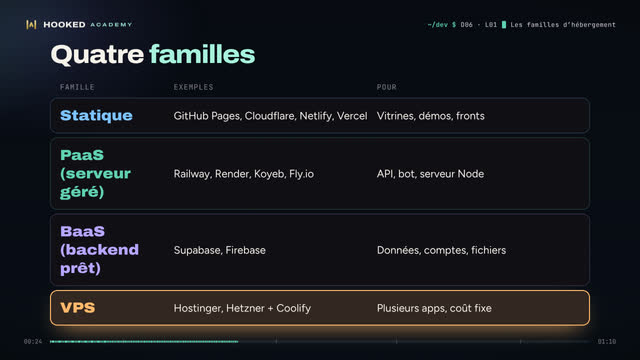 HOOKED ACADEMY
~/dev $ D06 · L01 Les familles d'hébergement
Quatre familles
FAMILLE EXEMPLES POUR
Statique GitHub Pages, Cloudflare, Netlify, Vercel Vitrines, démos, fronts
PaaS
(serveur
géré)
Railway, Render, Koyeb, Fly.io
API, bot, serveur Node
BaaS
(backend
prêt)
Supabase, Firebase
Données, comptes, fichiers
VPS Hostinger, Hetzner + Coolify Plusieurs apps, coût fixe
00:24 01:10